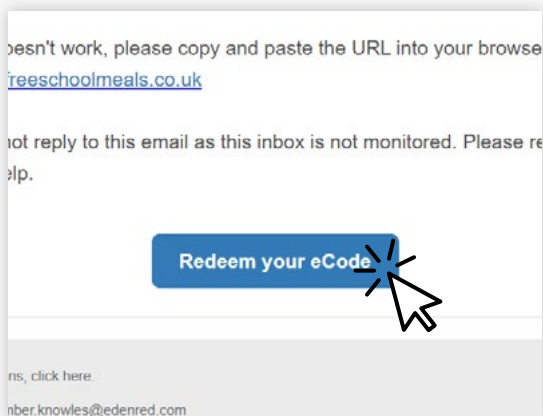 oesn't work, please copy and paste the URL into your browse
freeschoolmeals.co.uk
not reply to this email as this inbox is not monitored. Please re
elp.
Redeem your eCode
ns, click here.
nber.knowles@edenred.com